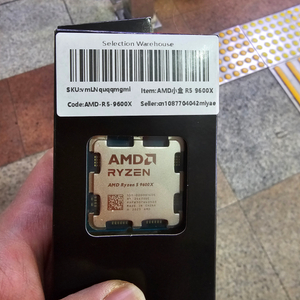 Selection Warehouse
SKU:vmLNquqqmgml
Item:AMD小盒 R5 9600X
Code:AMD-R5-9600X
Seller:cn1087704042miyae
AMD
RYZEN
AMD Ryzen 5 9600X